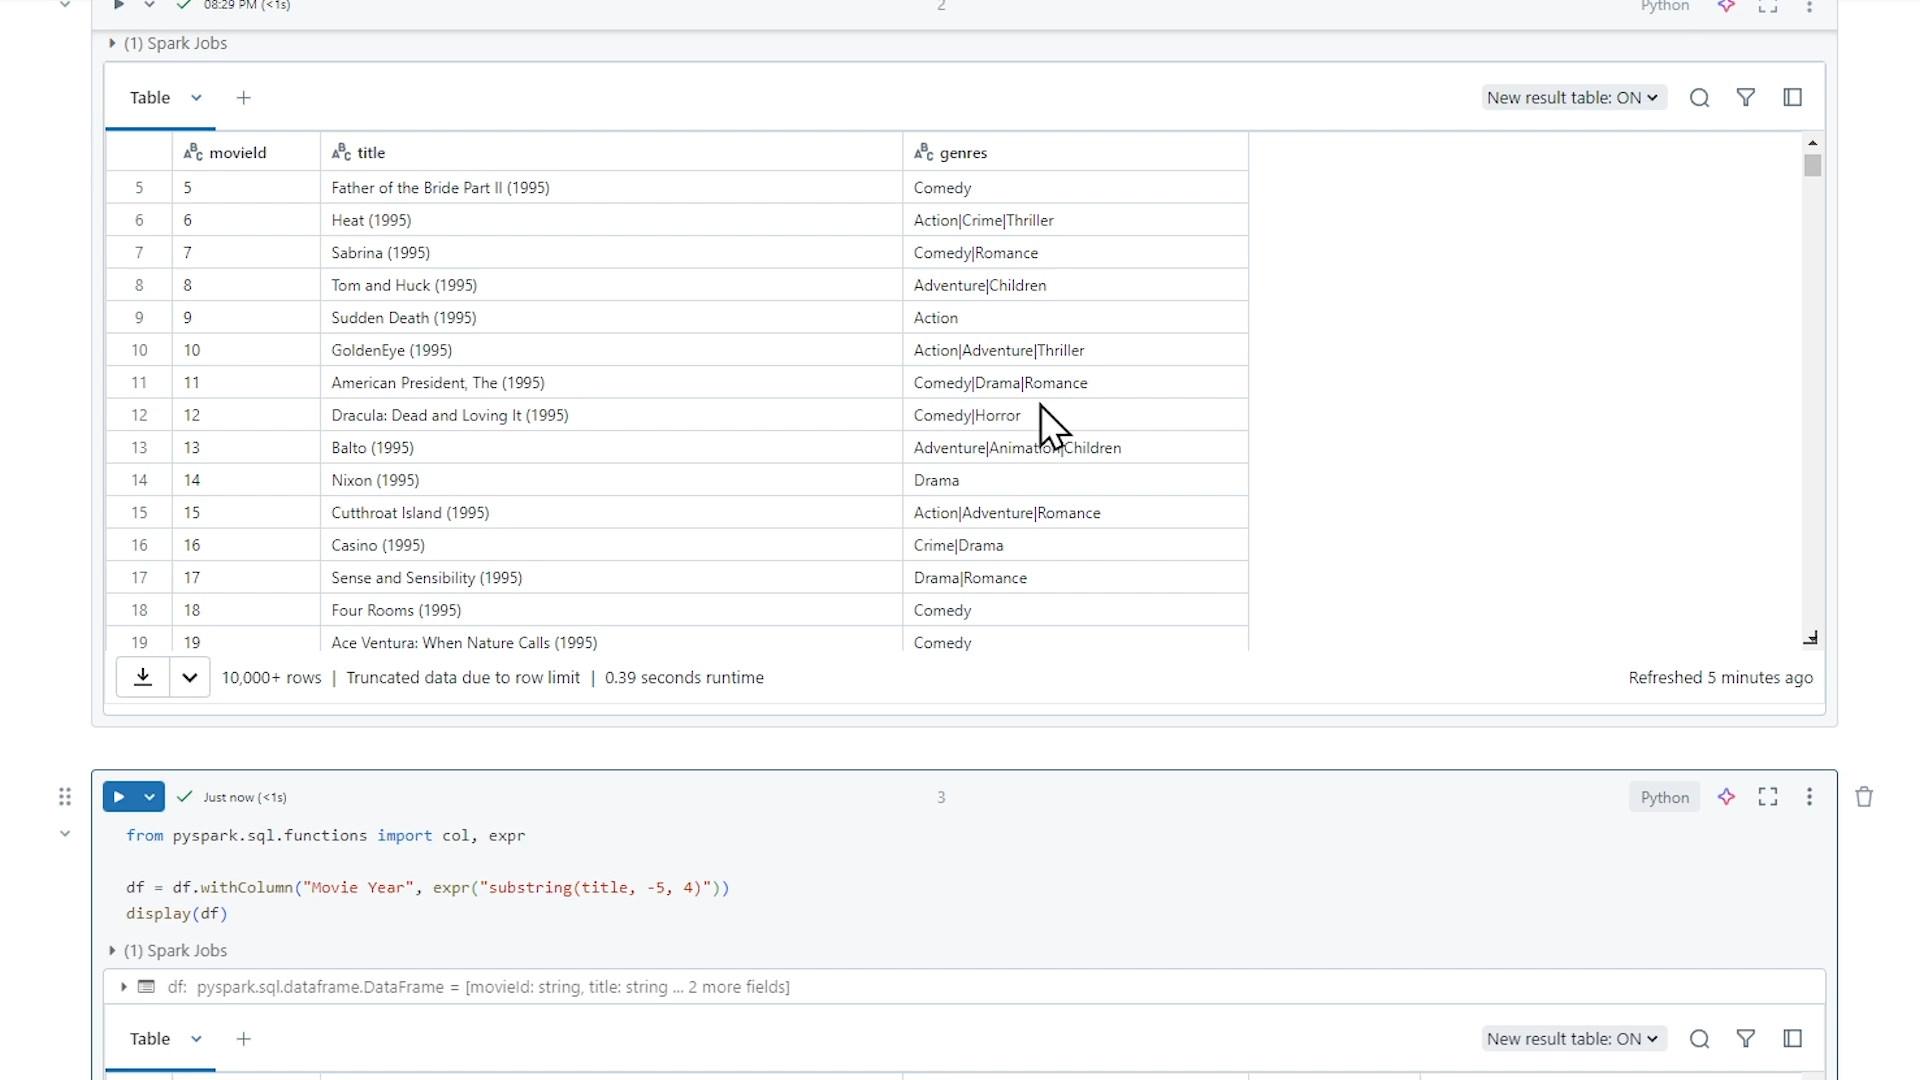 08:29 PM (<1s) 2 Python
(1) Spark Jobs
Table New result table: ON
ABC movieId ABC title ABC genres
5 5 Father of the Bride Part II (1995) Comedy
6 6 Heat (1995) Action|Crime|Thriller
7 7 Sabrina (1995) Comedy|Romance
8 8 Tom and Huck (1995) Adventure|Children
9 9 Sudden Death (1995) Action
10 10 GoldenEye (1995) Action|Adventure|Thriller
11 11 American President, The (1995) Comedy|Drama|Romance
12 12 Dracula: Dead and Loving It (1995) Comedy|Horror
13 13 Balto (1995) Adventure|Animation|Children
14 14 Nixon (1995) Drama
15 15 Cutthroat Island (1995) Action|Adventure|Romance
16 16 Casino (1995) Crime|Drama
17 17 Sense and Sensibility (1995) Drama|Romance
18 18 Four Rooms (1995) Comedy
19 19 Ace Ventura: When Nature Calls (1995) Comedy
10,000+ rows | Truncated data due to row limit | 0.39 seconds runtime Refreshed 5 minutes ago
Just now (<1s) 3 Python
from pyspark.sql.functions import col, expr
df = df.withColumn("Movie Year", expr("substring(title, -5, 4)"))
display(df)
(1) Spark Jobs
df: pyspark.sql.dataframe.DataFrame = [movieId: string, title: string ... 2 more fields]
Table New result table: ON